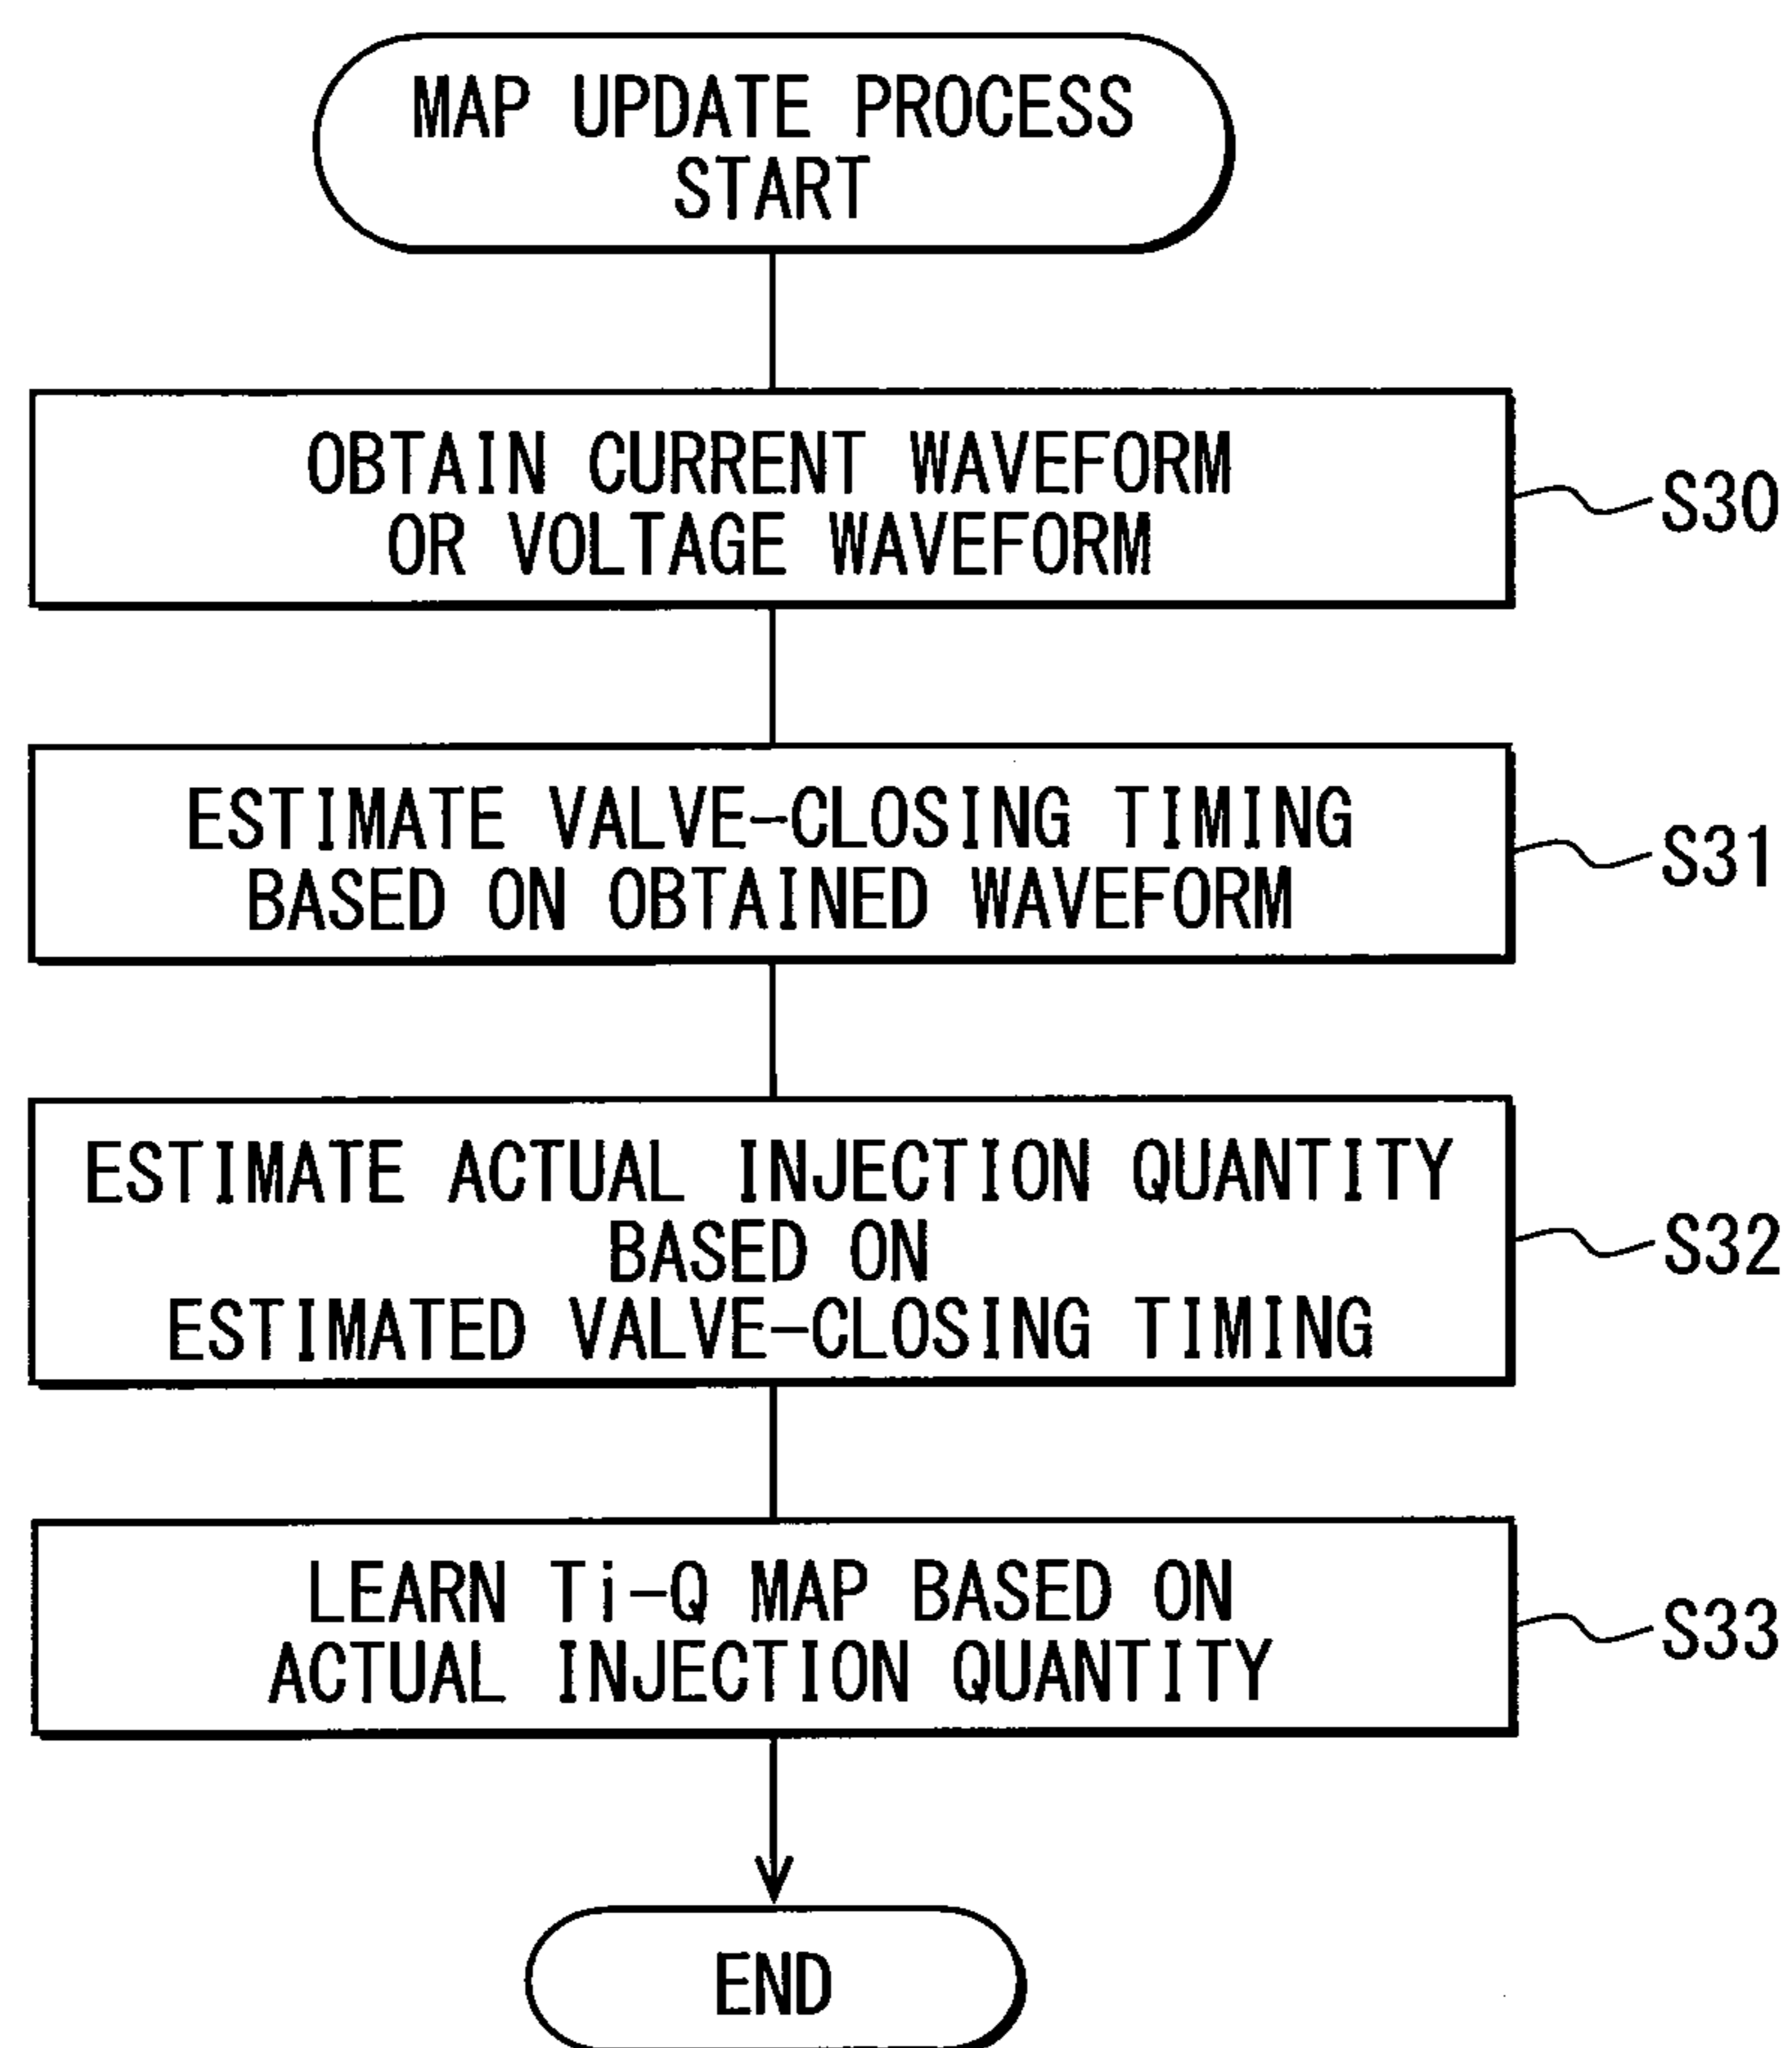 MAP UPDATE PROCESS
START
OBTAIN CURRENT WAVEFORM
OR VOLTAGE WAVEFORM
S30
ESTIMATE VALVE-CLOSING TIMING
BASED ON OBTAINED WAVEFORM
S31
ESTIMATE ACTUAL INJECTION QUANTITY
BASED ON
ESTIMATED VALVE-CLOSING TIMING
S32
LEARN Ti-Q MAP BASED ON
ACTUAL INJECTION QUANTITY
S33
END